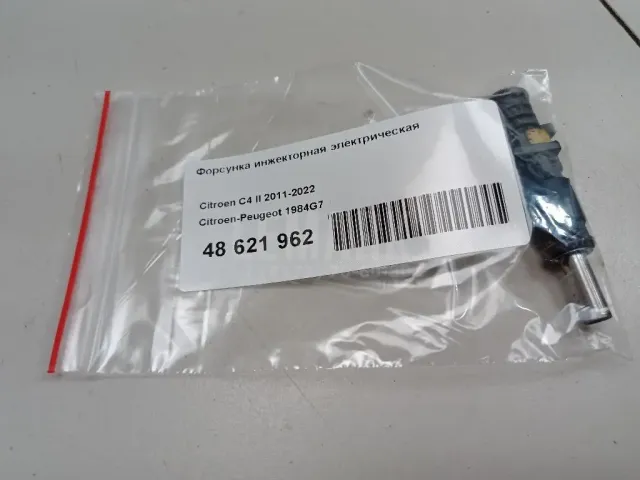 Форсунка инжекторная электрическая
Citroen C4 II 2011-2022
Citroen-Peugeot 1984G7
48 621 962